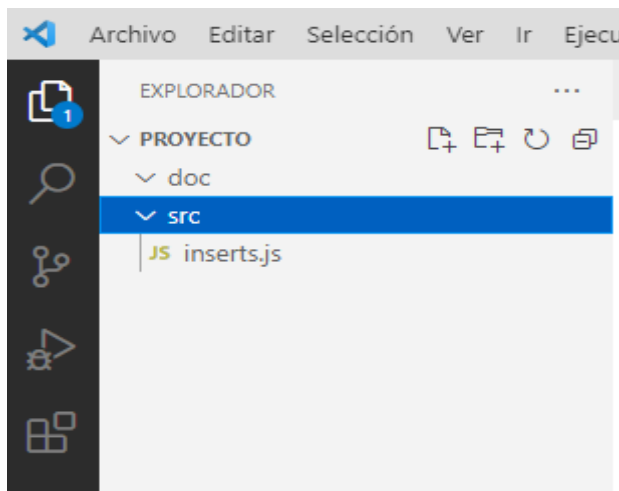 Archivo Editar Selección Ver Ir Ejecu
EXPLORADOR ...
1
PROYECTO
doc
src
JS inserts.js